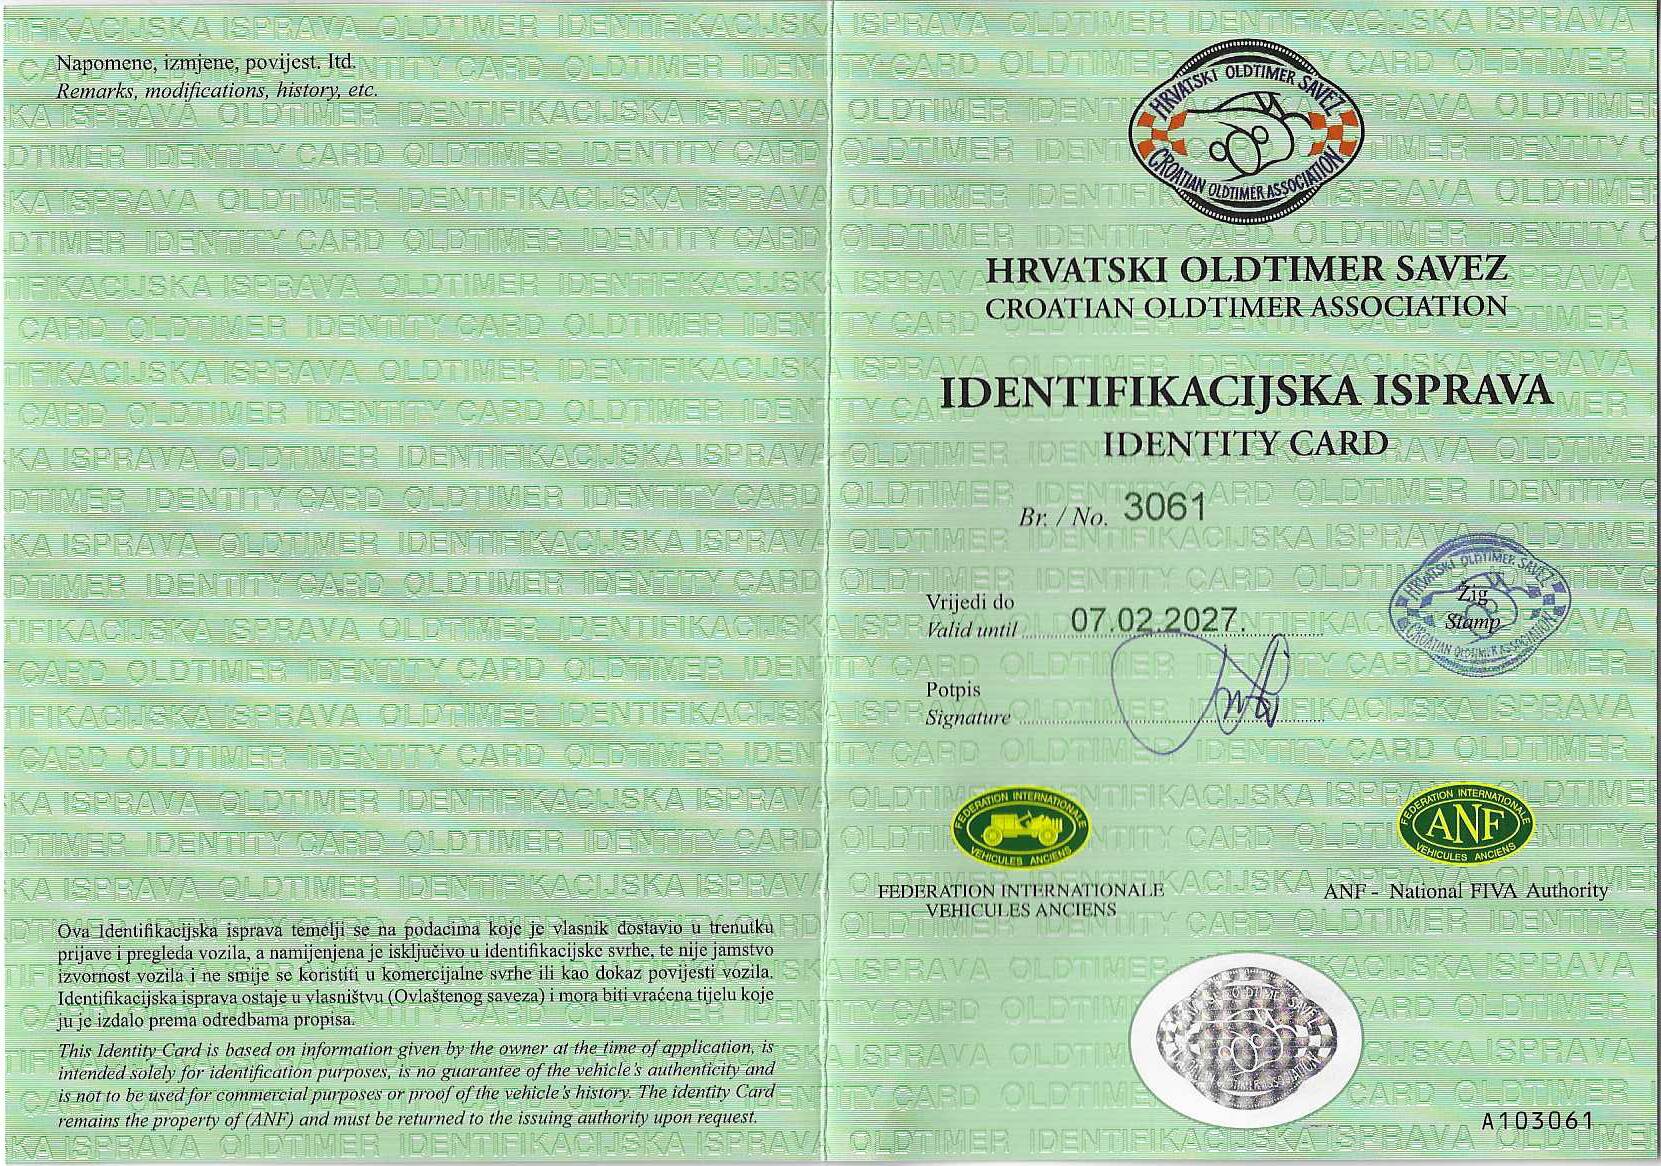 Napomene, izmjene, povijest, ltd.
Remarks, modifications, history, etc.
Ova Identifikacijska isprava temelji se na podacima koje je vlasnik dostavio u trenutku
prijave i pregleda vozila, a namijenjena je isključivo u identifikacijske svrhe, te nije jamstvo
izvornost vozila i ne smije se koristiti u komercijalne svrhe ili kao dokaz povijesti vozila.
Identifikacijska isprava ostaje u vlasništvu (Ovlaštenog saveza) i mora biti vraćena tijelu koje
ju je izdalo prema odredbama propisa.
This Identity Card is based on information given by the owner at the time of application, is
intended solely for identification purposes, is no guarantee of the vehicle's authenticity and
is not to be used for commercial purposes or proof of the vehicle's history. The identity Card
remains the property of (ANF) and must be returned to the issuing authority upon request.
HRVATSKI OLDTIMER SAVEZ
CROATIAN OLDTIMER ASSOCIATION
HRVATSKI OLDTIMER SAVEZ
CROATIAN OLDTIMER ASSOCIATION
IDENTIFIKACIJSKA ISPRAVA
IDENTITY CARD
Br. / No. 3061
HRVATSKI OLDTIMER SAVEZ
Žig
Stamp
CROATIAN OLDTIMER ASSOCIATION
Vrijedi do
Valid until 07.02.2027.
Potpis
Signature
FEDERATION INTERNATIONALE
VEHICULES ANCIENS
FEDERATION INTERNATIONALE
ANF
VEHICULES ANCIENS
FEDERATION INTERNATIONALE
VEHICULES ANCIENS
ANF - National FIVA Authority
A103061